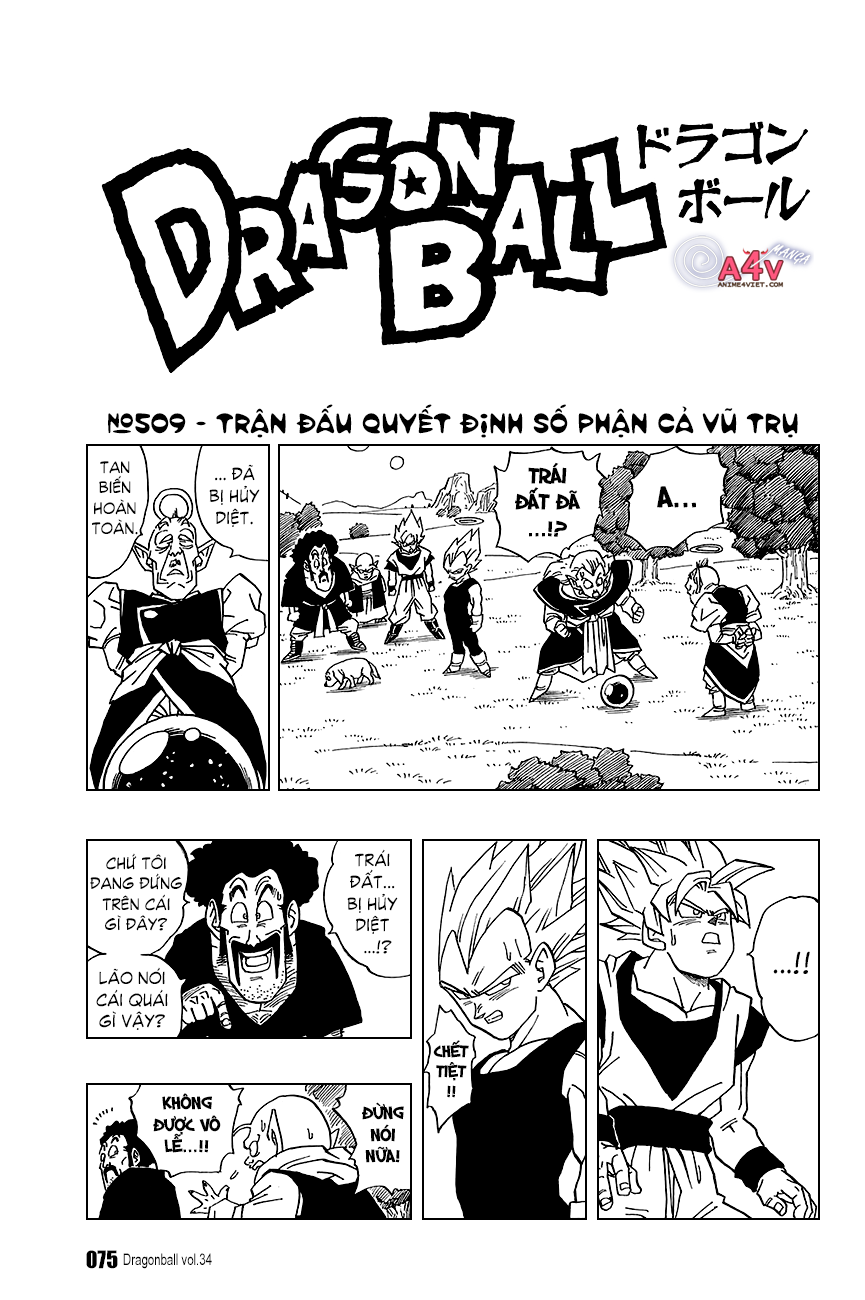 DRAGON BALL
ドラゴン
ボール
MANGA
A4V
ANIME4VIET.COM
№509 - TRẬN ĐẤU QUYẾT ĐỊNH SỐ PHẬN CẢ VŨ TRỤ
A...
TRÁI
ĐẤT ĐÃ
...!?
... ĐÃ
BỊ HỦY
DIỆT.
TAN
BIẾN
HOÀN
TOÀN.
...!!
CHẾT
TIỆT
!!
TRÁI
ĐẤT...
BỊ HỦY
DIỆT
...!?
CHỨ TÔI
ĐANG ĐỨNG
TRÊN CÁI
GÌ ĐÂY?
LÃO NÓI
CÁI QUÁI
GÌ VẬY?
ĐỪNG
NÓI
NỮA!
KHÔNG
ĐƯỢC VÔ
LỄ...!!
075 Dragonball vol.34